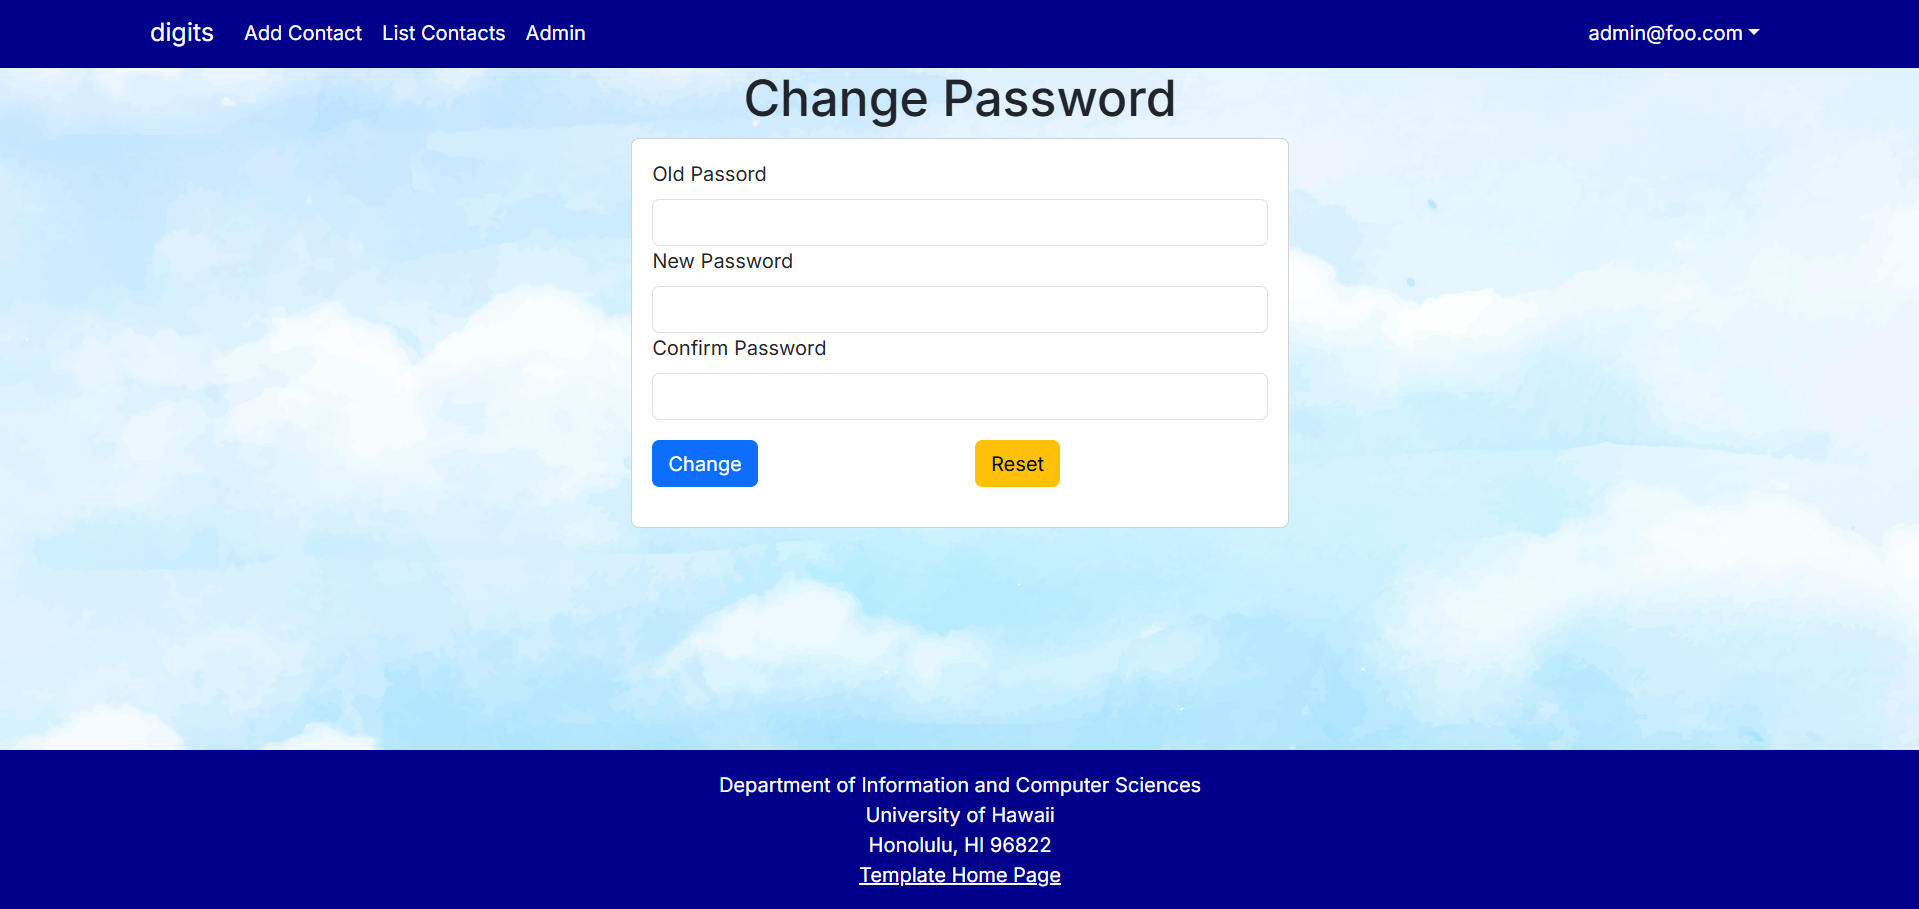 digits Add Contact List Contacts Admin admin@foo.com
Change Password
Old Passord
New Password
Confirm Password
Change Reset
Department of Information and Computer Sciences
University of Hawaii
Honolulu, HI 96822
Template Home Page